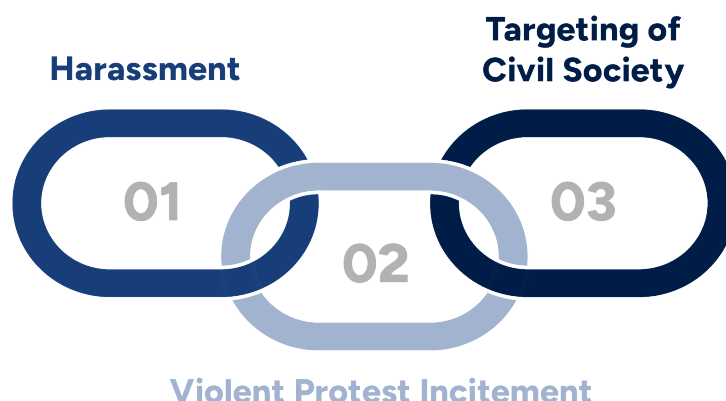 Harassment
01
Violent Protest Incitement
02
Targeting of
Civil Society
03